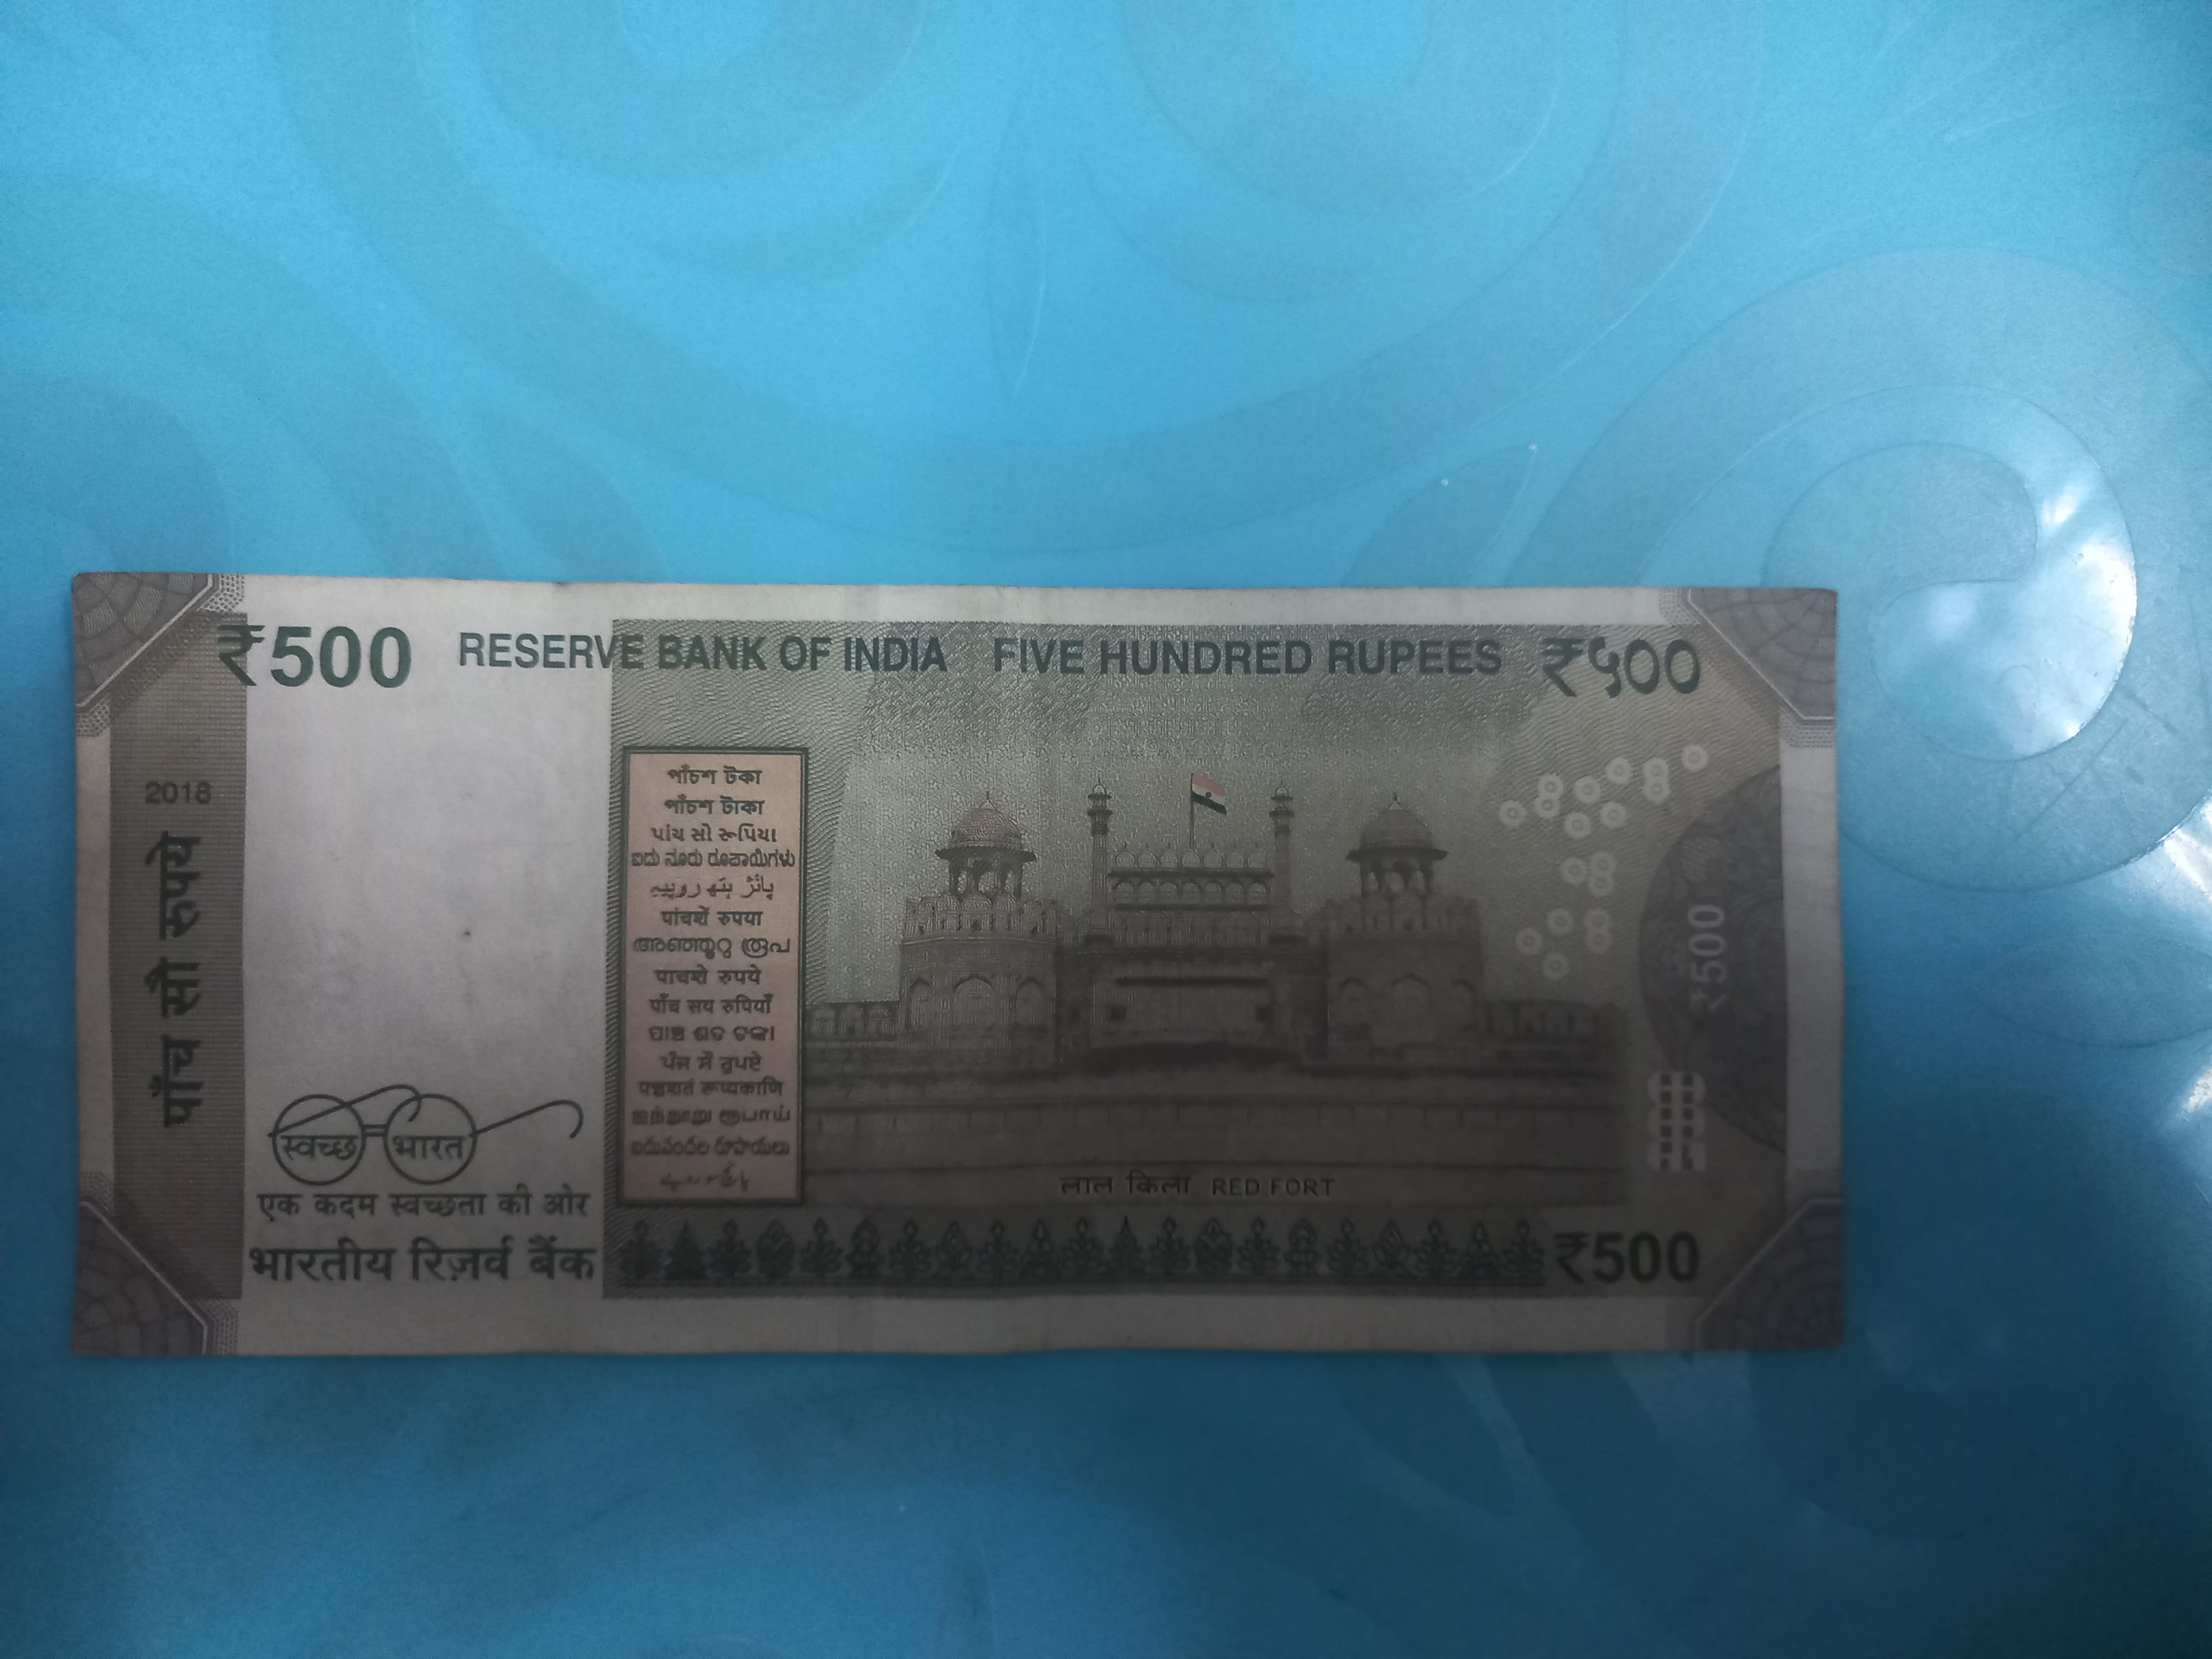 ₹500 RESERVE BANK OF INDIA FIVE HUNDRED RUPEES ₹५००
2018
पाँच सौ रुपये
পাঁচশ টকা
পাঁচশ টাকা
પાંચ સો રૂપિયા
ಐದು ನೂರು ರೂಪಾಯಿಗಳು
پانٛژ ہَتھ روپیہِ
पांचशें रुपया
അഞ്ഞൂറു രൂപ
पाचशे रुपये
पाँच सय रुपियाँ
ପାଞ୍ଚ ଶତ ଟଙ୍କା
ਪੰਜ ਸੌ ਰੁਪਏ
पञ्चशतं रूप्यकाणि
ஐந்நூறு ரூபாய்
ఐదువందల రూపాయలు
₹500
स्वच्छ भारत
एक कदम स्वच्छता की ओर
भारतीय रिज़र्व बैंक
लाल किला RED FORT
₹500